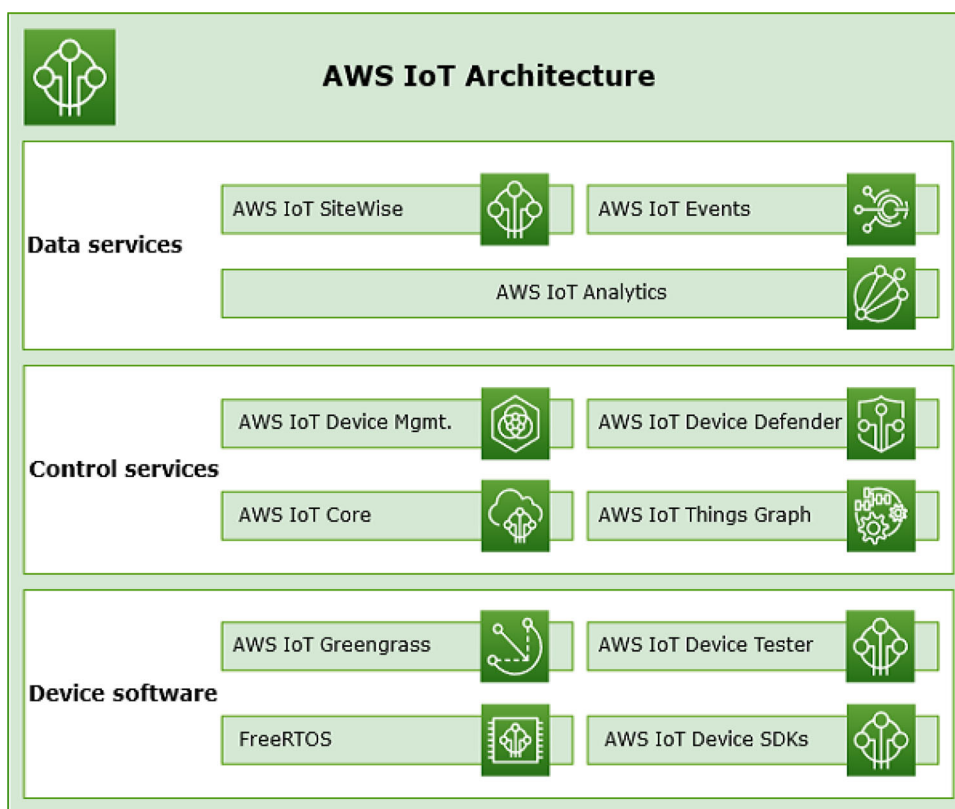 AWS IoT Architecture
Data services
AWS IoT SiteWise
AWS IoT Events
AWS IoT Analytics
Control services
AWS IoT Device Mgmt.
AWS IoT Device Defender
AWS IoT Core
AWS IoT Things Graph
Device software
AWS IoT Greengrass
AWS IoT Device Tester
FreeRTOS
AWS IoT Device SDKs